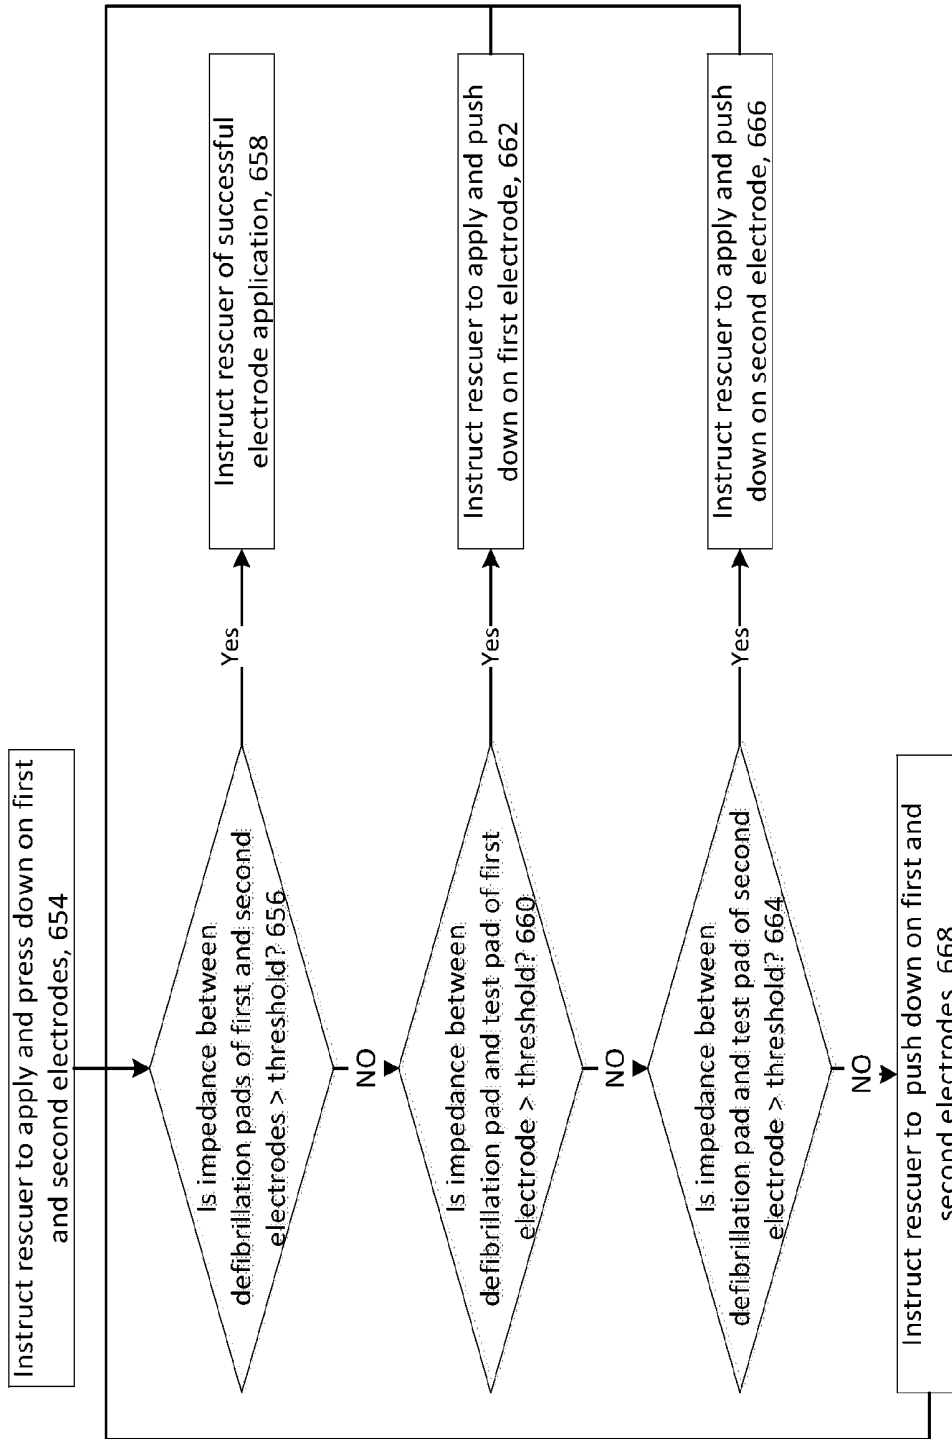 Instruct rescuer to apply and press down on first
and second electrodes, 654
Is impedance between
defibrillation pads of first and second
electrodes > threshold? 656
Yes
Instruct rescuer of successful
electrode application, 658
NO
Is impedance between
defibrillation pad and test pad of first
electrode > threshold? 660
Yes
Instruct rescuer to apply and push
down on first electrode, 662
NO
Is impedance between
defibrillation pad and test pad of second
electrode > threshold? 664
Yes
Instruct rescuer to apply and push
down on second electrode, 666
NO
Instruct rescuer to push down on first and
second electrodes, 668